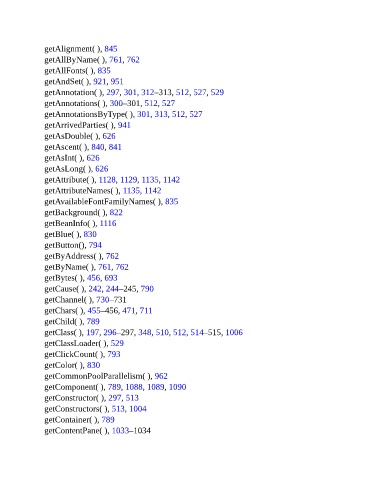 getAlignment( ), 845
getAllByName( ), 761, 762
getAllFonts( ), 835
getAndSet( ), 921, 951
getAnnotation( ), 297, 301, 312–313, 512, 527, 529
getAnnotations( ), 300–301, 512, 527
getAnnotationsByType( ), 301, 313, 512, 527
getArrivedParties( ), 941
getAsDouble( ), 626
getAscent( ), 840, 841
getAsInt( ), 626
getAsLong( ), 626
getAttribute( ), 1128, 1129, 1135, 1142
getAttributeNames( ), 1135, 1142
getAvailableFontFamilyNames( ), 835
getBackground( ), 822
getBeanInfo( ), 1116
getBlue( ), 830
getButton(), 794
getByAddress( ), 762
getByName( ), 761, 762
getBytes( ), 456, 693
getCause( ), 242, 244–245, 790
getChannel( ), 730–731
getChars( ), 455–456, 471, 711
getChild( ), 789
getClass( ), 197, 296–297, 348, 510, 512, 514–515, 1006
getClassLoader( ), 529
getClickCount( ), 793
getColor( ), 830
getCommonPoolParallelism( ), 962
getComponent( ), 789, 1088, 1089, 1090
getConstructor( ), 297, 513
getConstructors( ), 513, 1004
getContainer( ), 789
getContentPane( ), 1033–1034